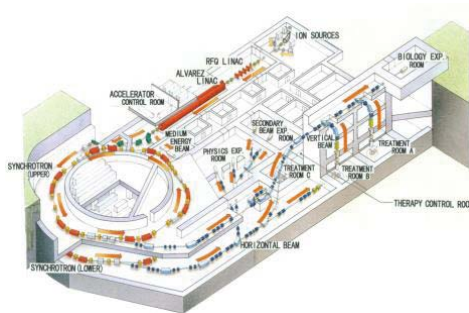 ION SOURCES
RFQ LINAC
ALVAREZ
LINAC
BIOLOGY EXP.
ROOM
ACCELERATOR
CONTROL ROOM
SECONDARY
BEAM EXP. ROOM
MEDIUM
ENERGY
BEAM
PHYSICS EXP.
ROOM
VERTICAL
BEAM
SYNCHROTRON
(UPPER)
TREATMENT
ROOM C
TREATMENT
ROOM B
TREATMENT
ROOM A
THERAPY CONTROL ROO
HORIZONTAL BEAM
SYNCHROTRON(LOWER)